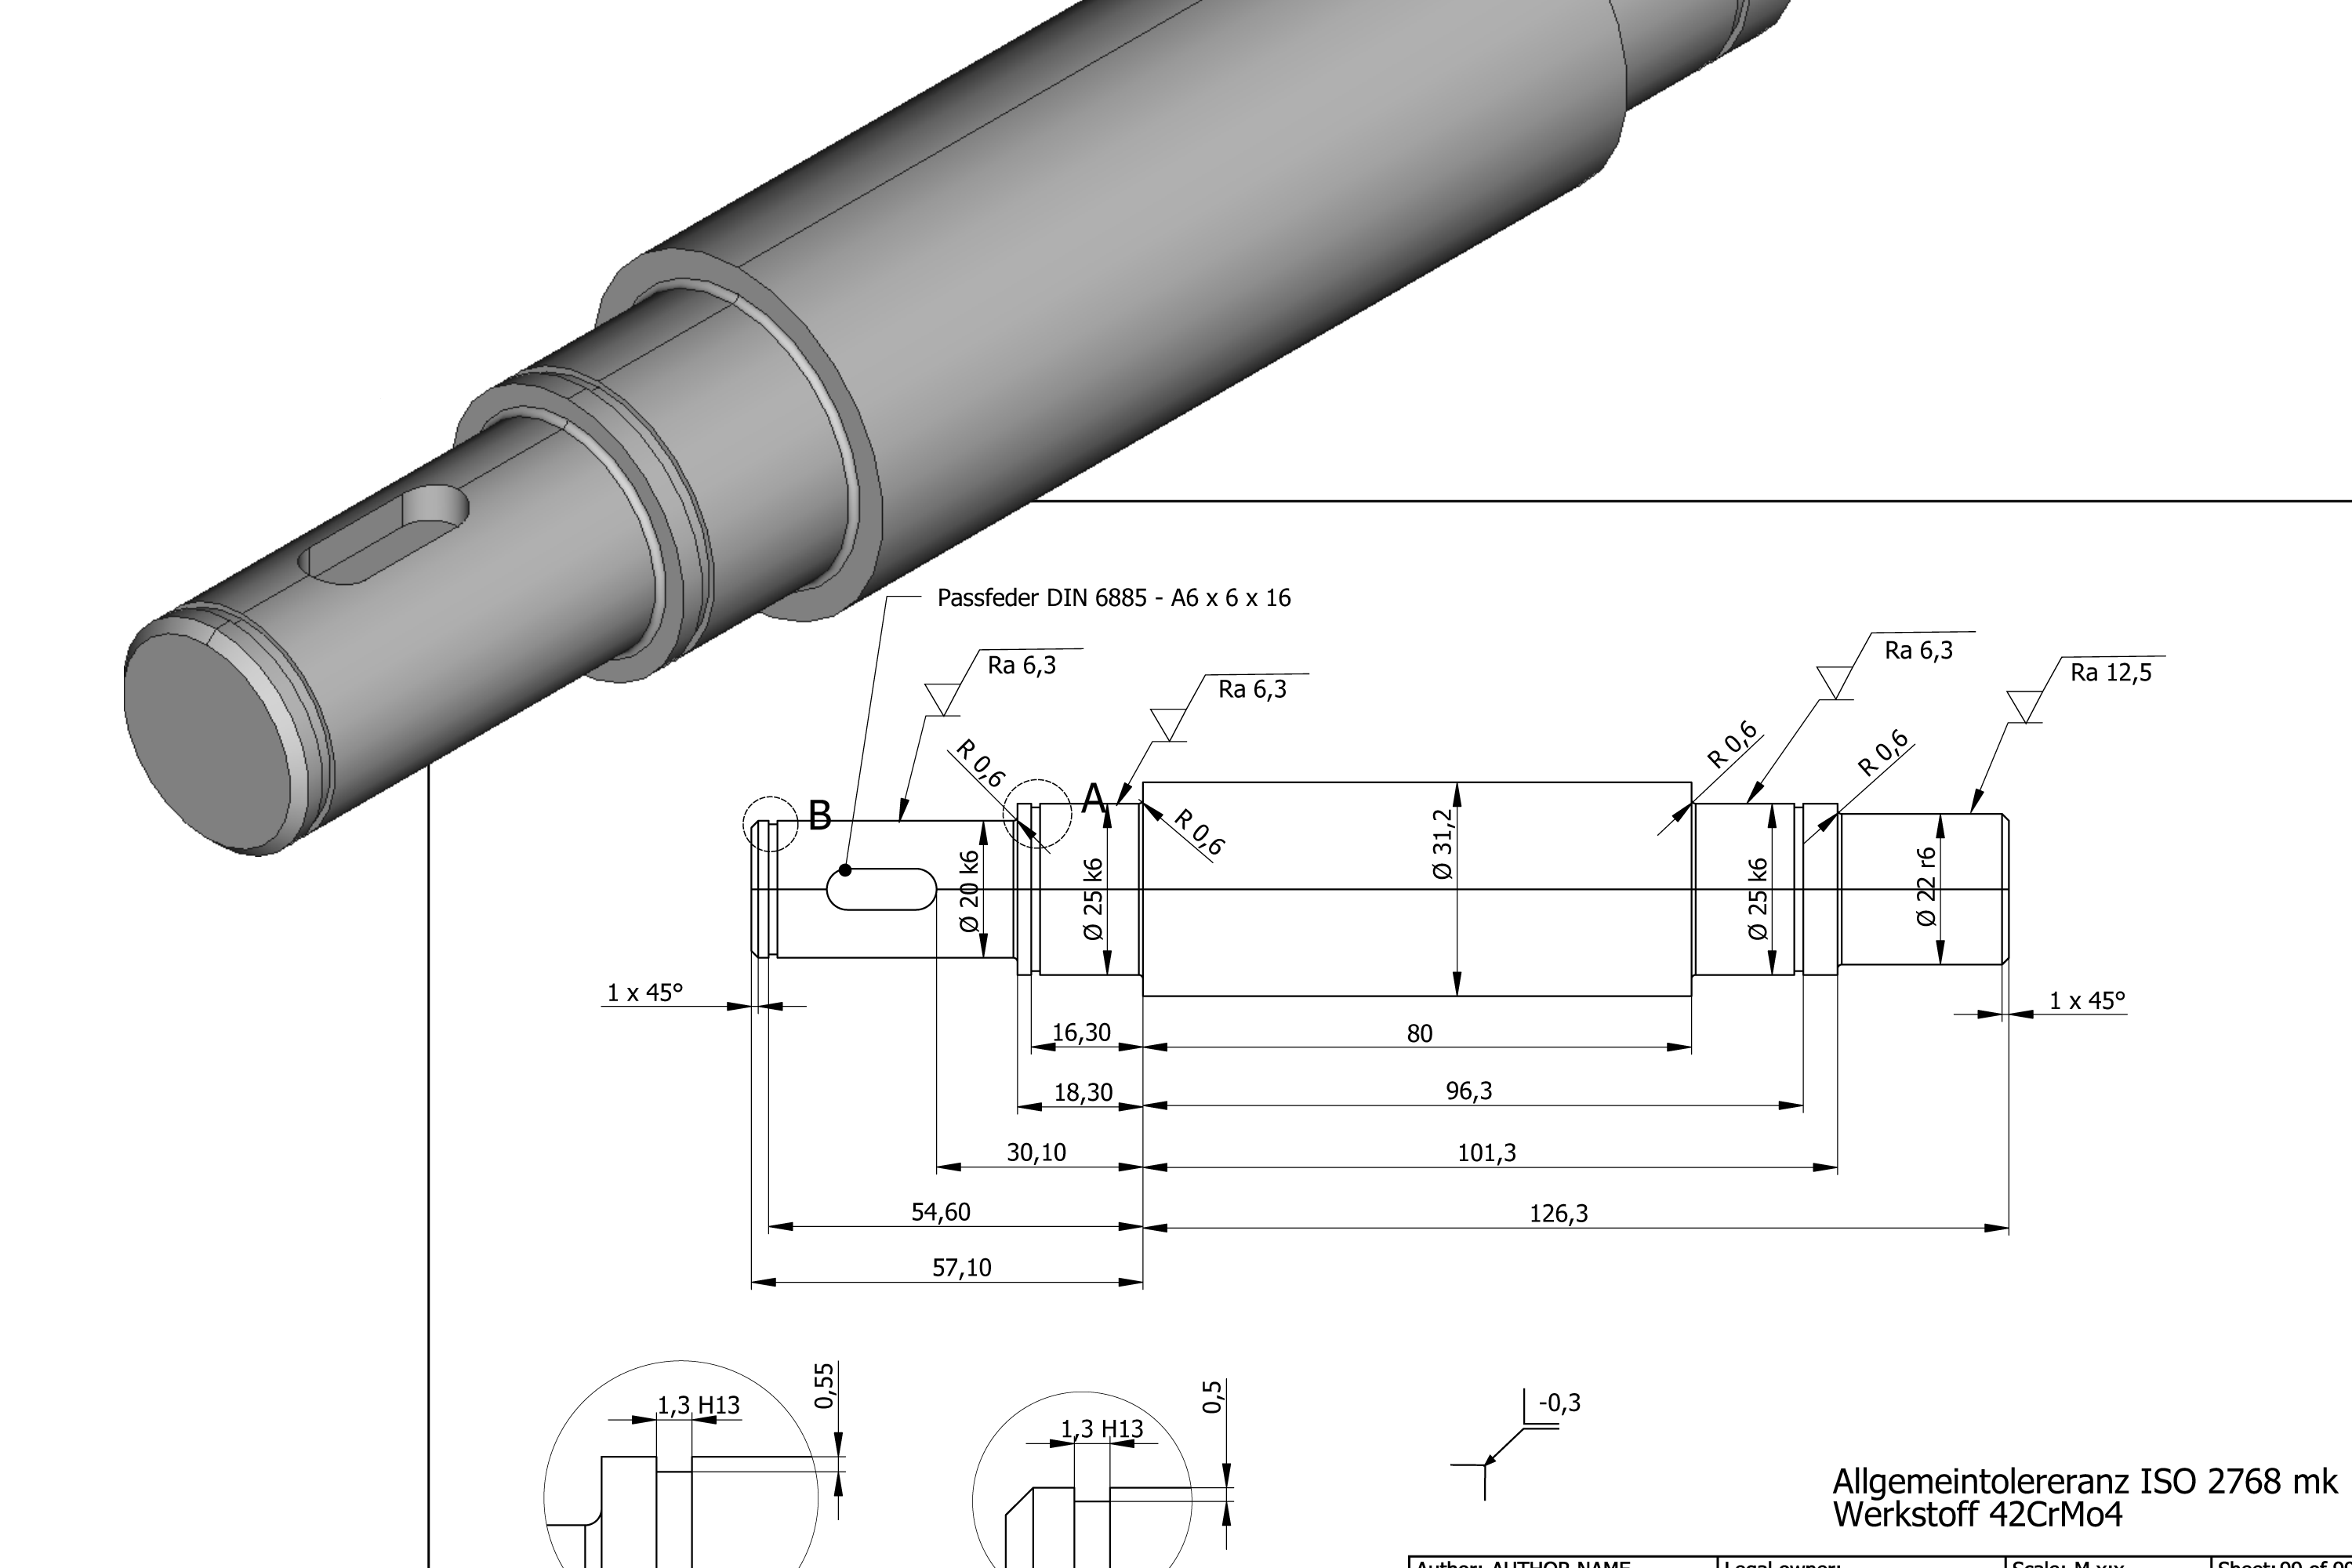 Passfeder DIN 6885 - A6 x 6 x 16
Ra 6,3
Ra 6,3
Ra 6,3
Ra 12,5
R 0,6
R 0,6
R 0,6
R 0,6
B
A
Ø 20 k6
Ø 25 k6
Ø 31,2
Ø 25 k6
Ø 22 r6
1 x 45°
1 x 45°
16,30
80
18,30
96,3
30,10
101,3
54,60
126,3
57,10
1,3 H13
0,55
1,3 H13
0,5
-0,3
Allgemeintolereranz ISO 2768 mk
Werkstoff 42CrMo4
Author: AUTHOR NAME
Legal owner:
Scale: M x:x
Sheet: 99 of 99